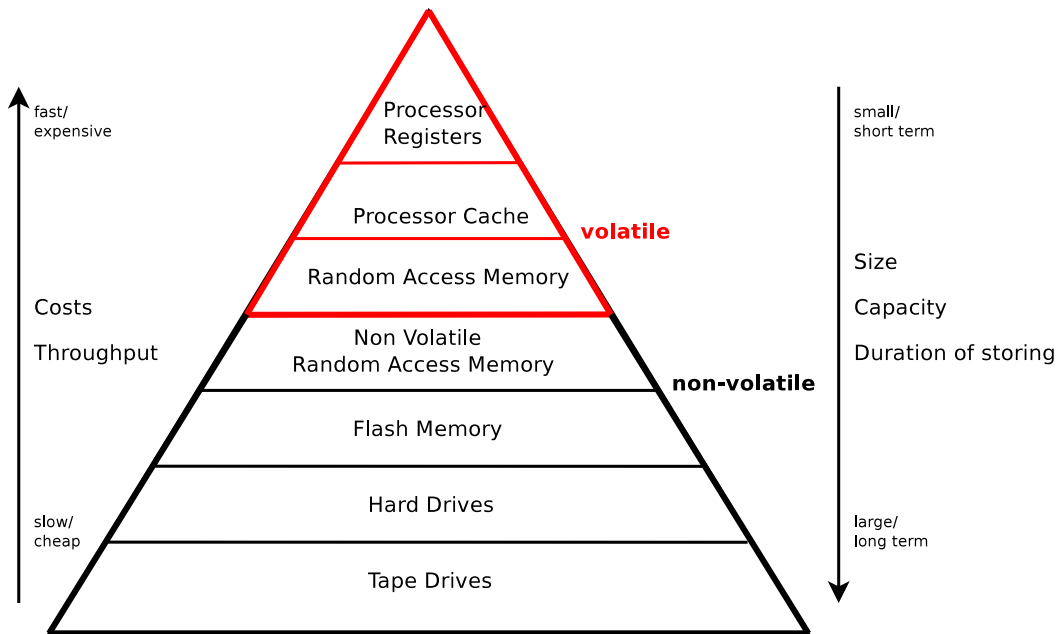 Processor
Registers
Processor Cache
Random Access Memory
Non Volatile
Random Access Memory
Flash Memory
Hard Drives
Tape Drives
volatile
non-volatile
fast/
expensive
Costs
Throughput
slow/
cheap
small/
short term
Size
Capacity
Duration of storing
large/
long term